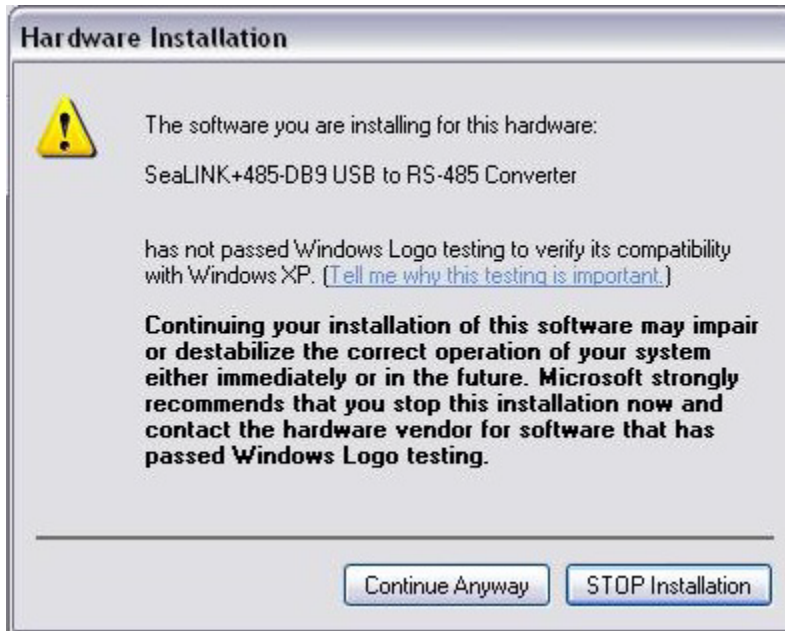 Hardware Installation
The software you are installing for this hardware:
SeaLINK+485-DB9 USB to RS-485 Converter
has not passed Windows Logo testing to verify its compatibility
with Windows XP. (Tell me why this testing is important.)
Continuing your installation of this software may impair
or destabilize the correct operation of your system
either immediately or in the future. Microsoft strongly
recommends that you stop this installation now and
contact the hardware vendor for software that has
passed Windows Logo testing.
Continue Anyway
STOP Installation